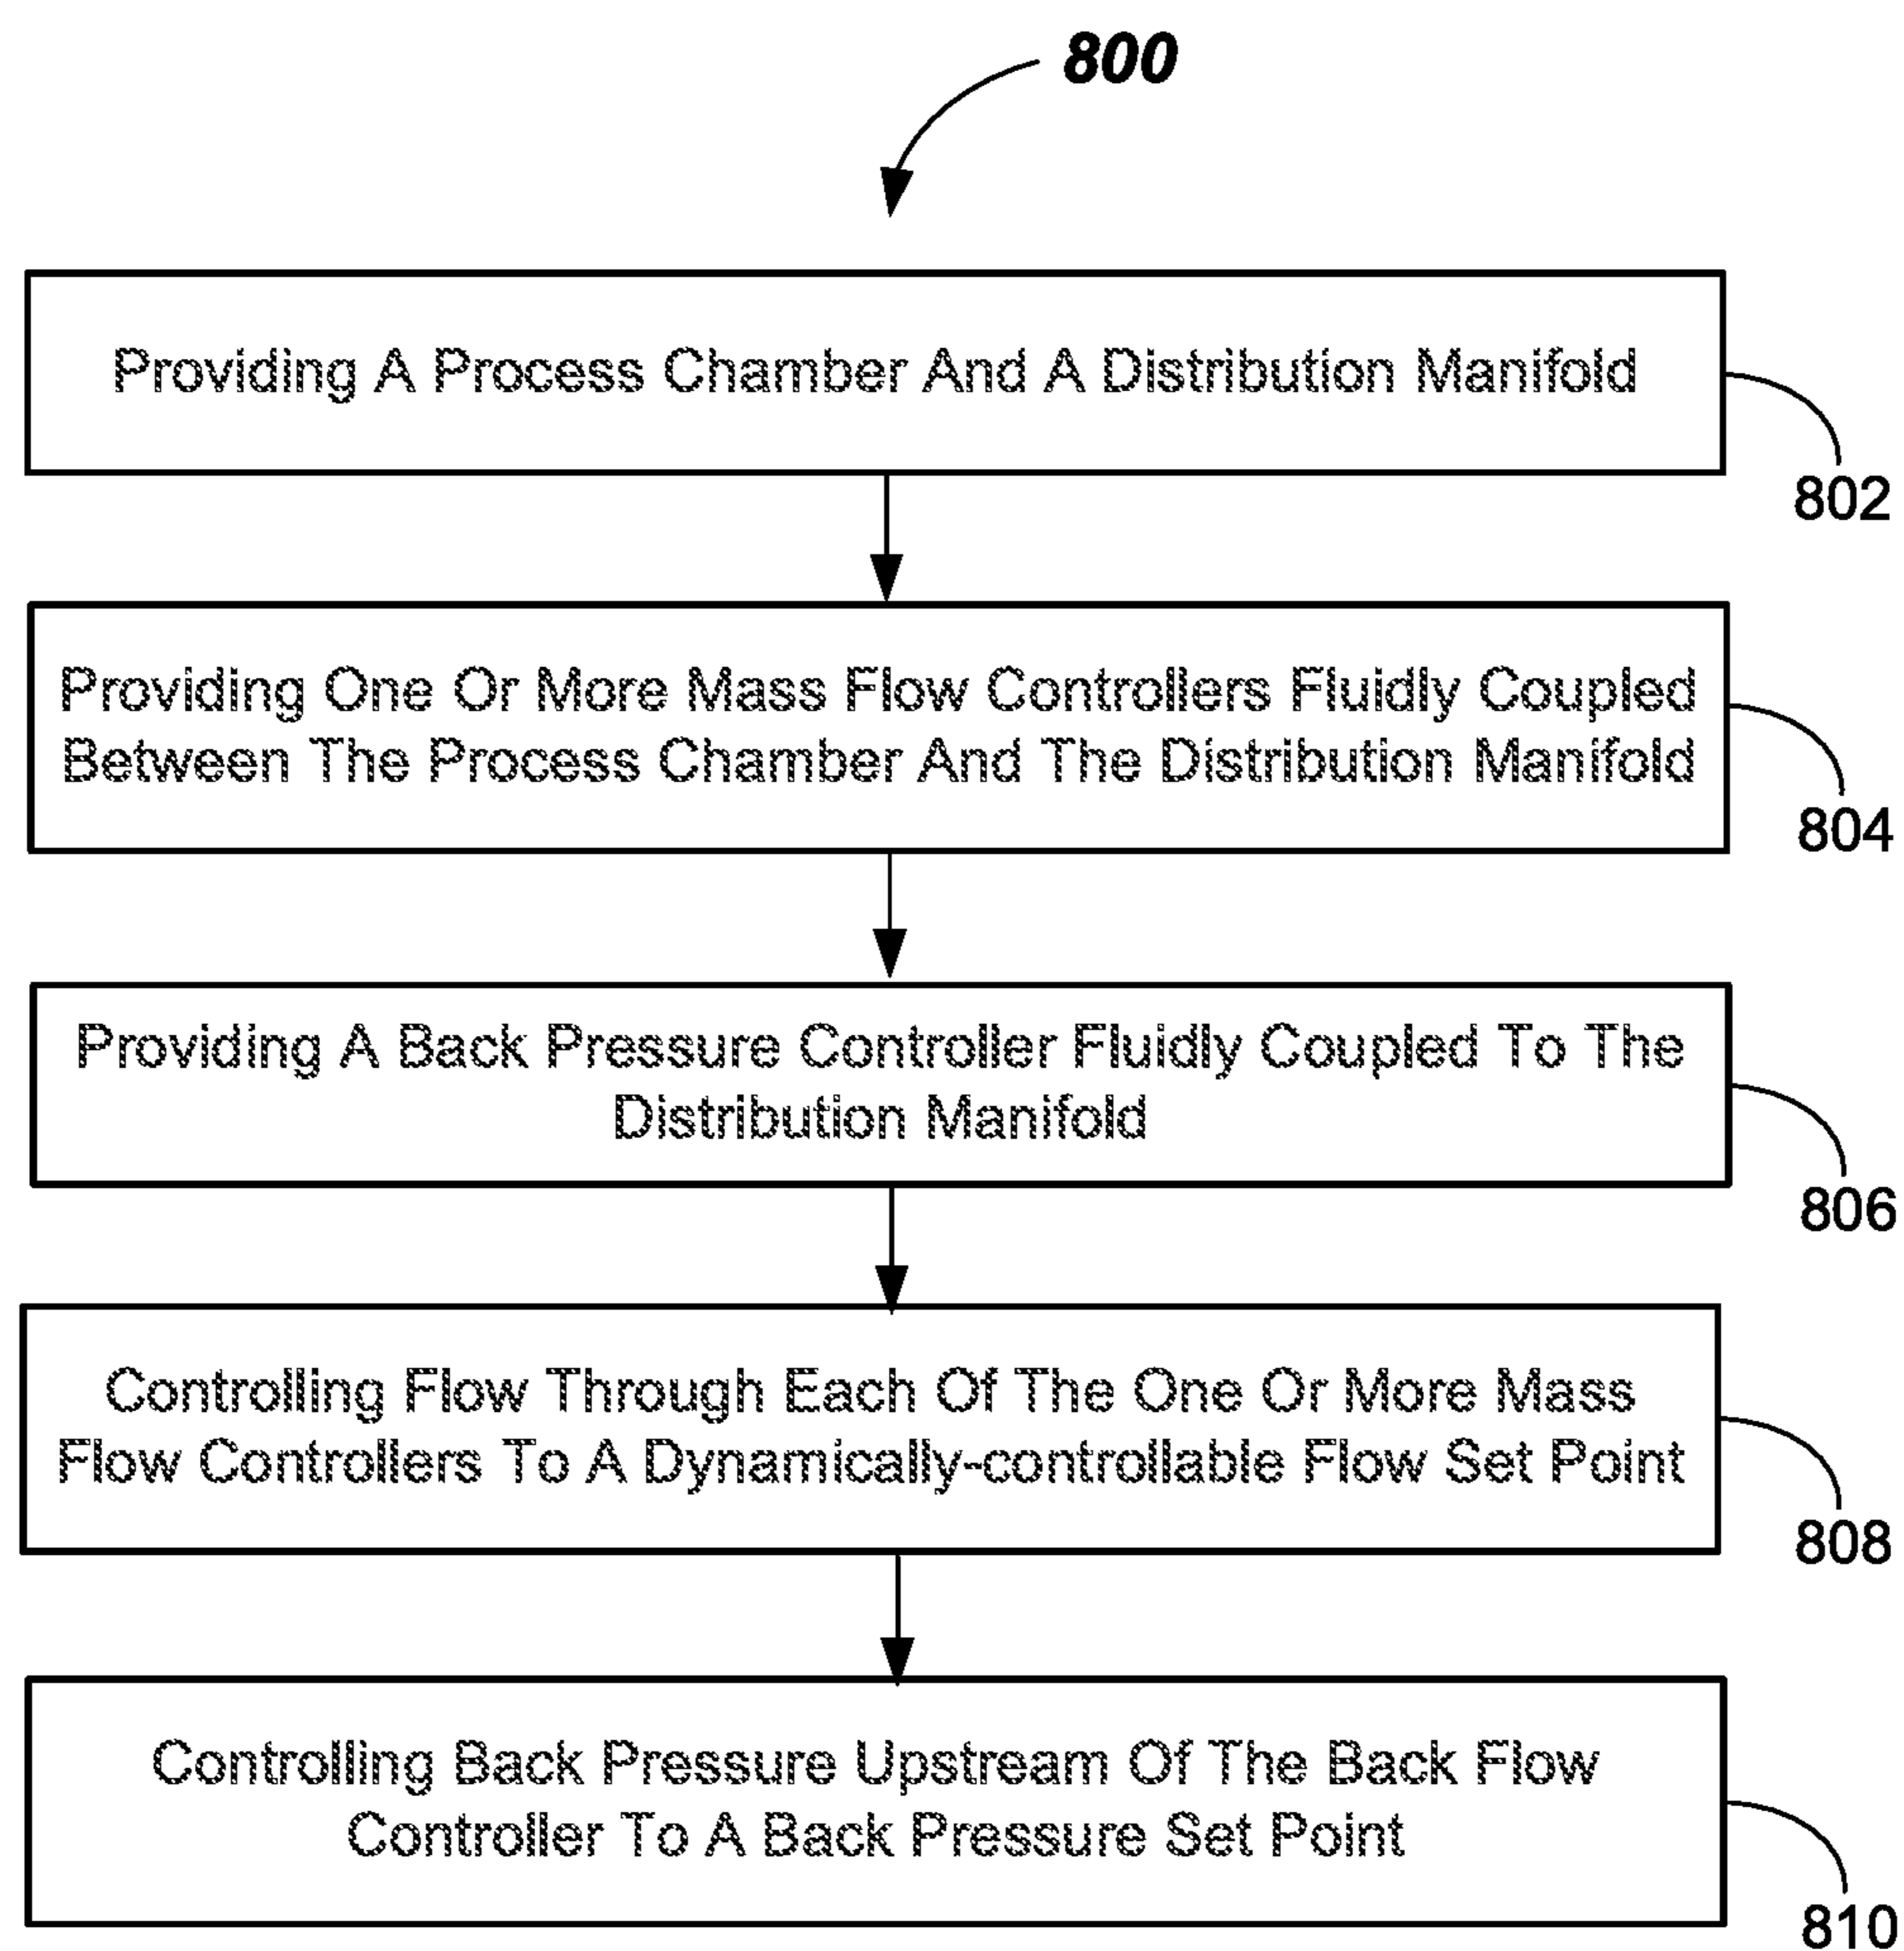 800
Providing A Process Chamber And A Distribution Manifold
802
Providing One Or More Mass Flow Controllers Fluidly Coupled
Between The Process Chamber And The Distribution Manifold
804
Providing A Back Pressure Controller Fluidly Coupled To The
Distribution Manifold
806
Controlling Flow Through Each Of The One Or More Mass
Flow Controllers To A Dynamically-controllable Flow Set Point
808
Controlling Back Pressure Upstream Of The Back Flow
Controller To A Back Pressure Set Point
810